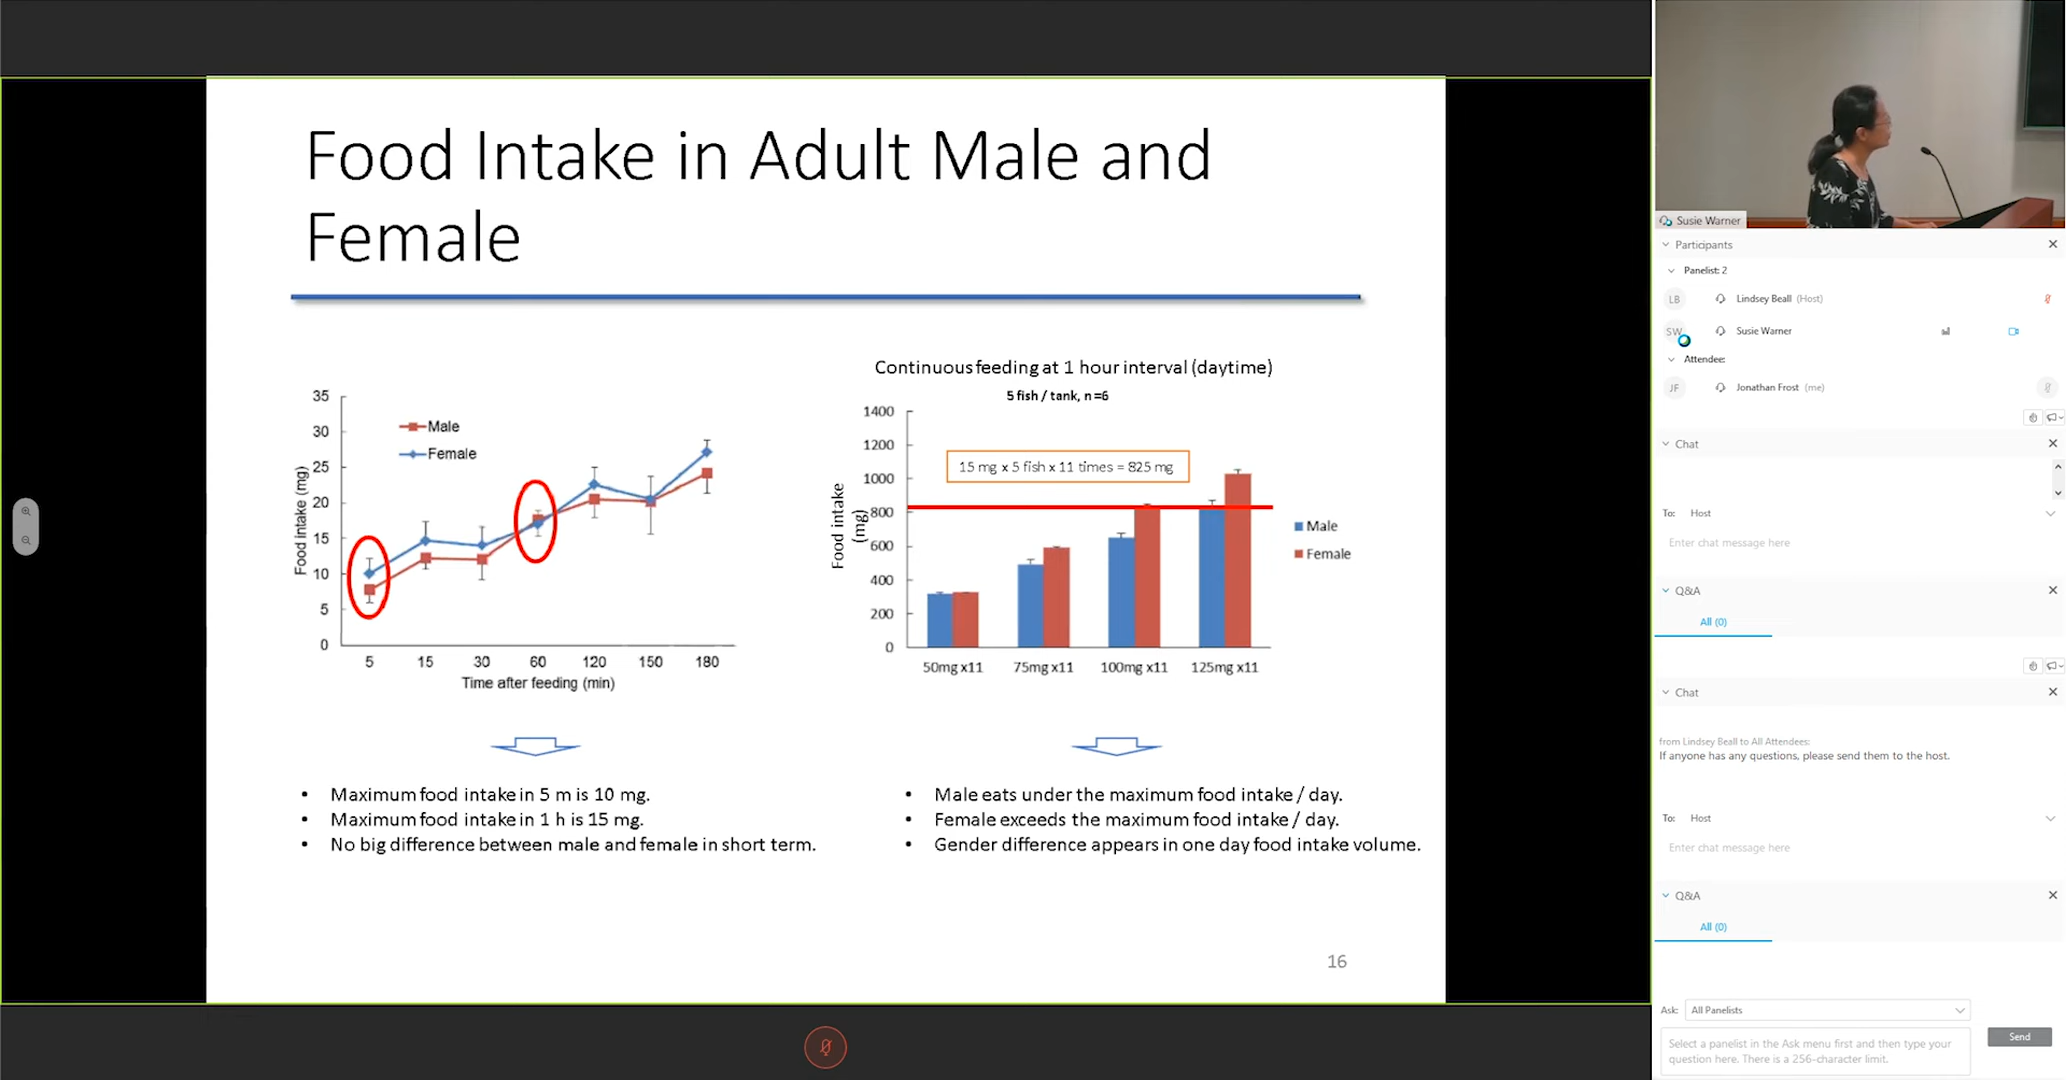 Food Intake in Adult Male and
Female
35
30
25
20
15
10
5
0
Food intake (mg)
Male
Female
5 15 30 60 120 150 180
Time after feeding (min)
Continuous feeding at 1 hour interval (daytime)
5 fish / tank, n=6
1400
1200
1000
800
600
400
200
0
Food intake
(mg)
15 mg x 5 fish x 11 times = 825 mg
Male
Female
50mg x11 75mg x11 100mg x11 125mg x11
• Maximum food intake in 5 m is 10 mg.
• Maximum food intake in 1 h is 15 mg.
• No big difference between male and female in short term.
• Male eats under the maximum food intake / day.
• Female exceeds the maximum food intake / day.
• Gender difference appears in one day food intake volume.
16
Susie Warner
Participants
Panelist: 2
LB Lindsey Beall (Host)
SW Susie Warner
Attendee:
JF Jonathan Frost (me)
Chat
To: Host
Enter chat message here
Q&A
All (0)
Chat
from Lindsey Beall to All Attendees:
If anyone has any questions, please send them to the host.
To: Host
Enter chat message here
Q&A
All (0)
Ask: All Panelists
Select a panelist in the Ask menu first and then type your
question here. There is a 256-character limit.
Send